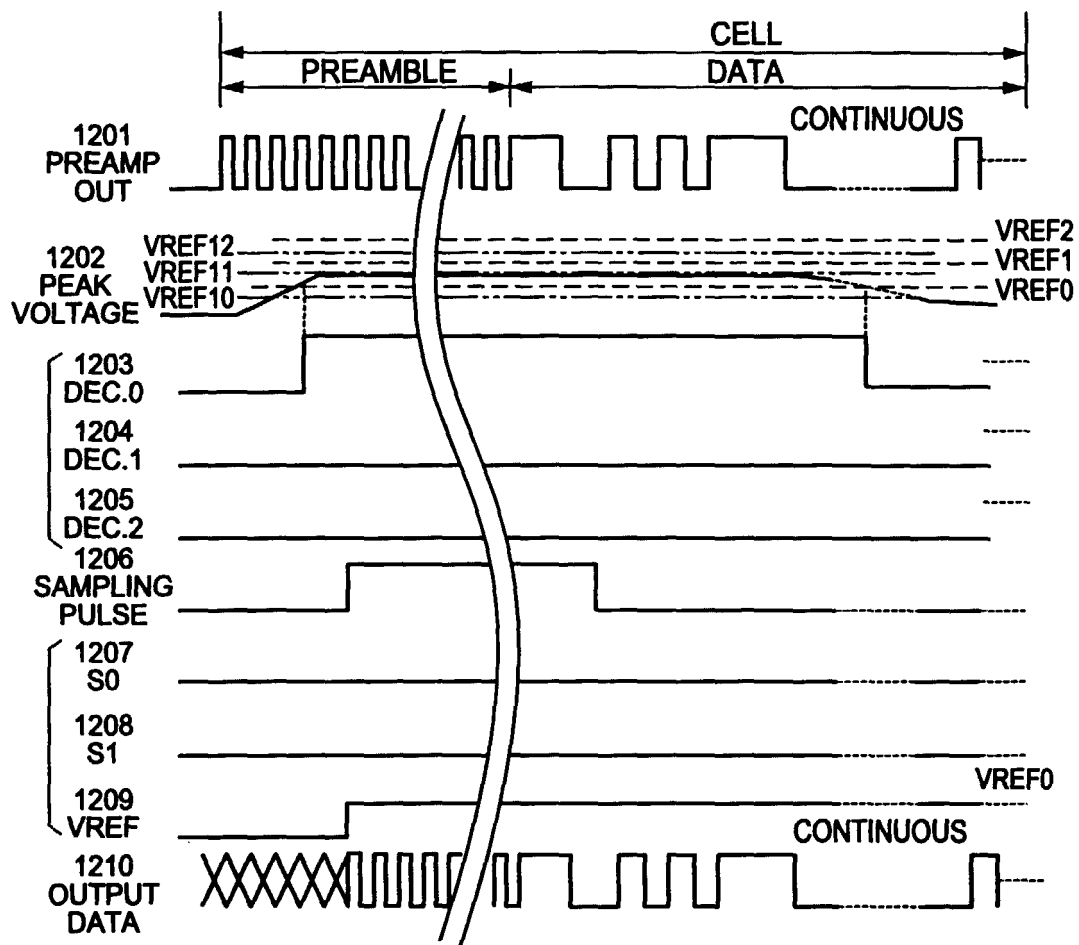 CELL
PREAMBLE
DATA
CONTINUOUS
1201
PREAMP
OUT
VREF12
VREF2
1202
PEAK
VOLTAGE
VREF11
VREF1
VREF10
VREF0
1203
DEC.0
1204
DEC.1
1205
DEC.2
1206
SAMPLING
PULSE
1207
S0
1208
S1
1209
VREF
VREF0
CONTINUOUS
1210
OUTPUT
DATA